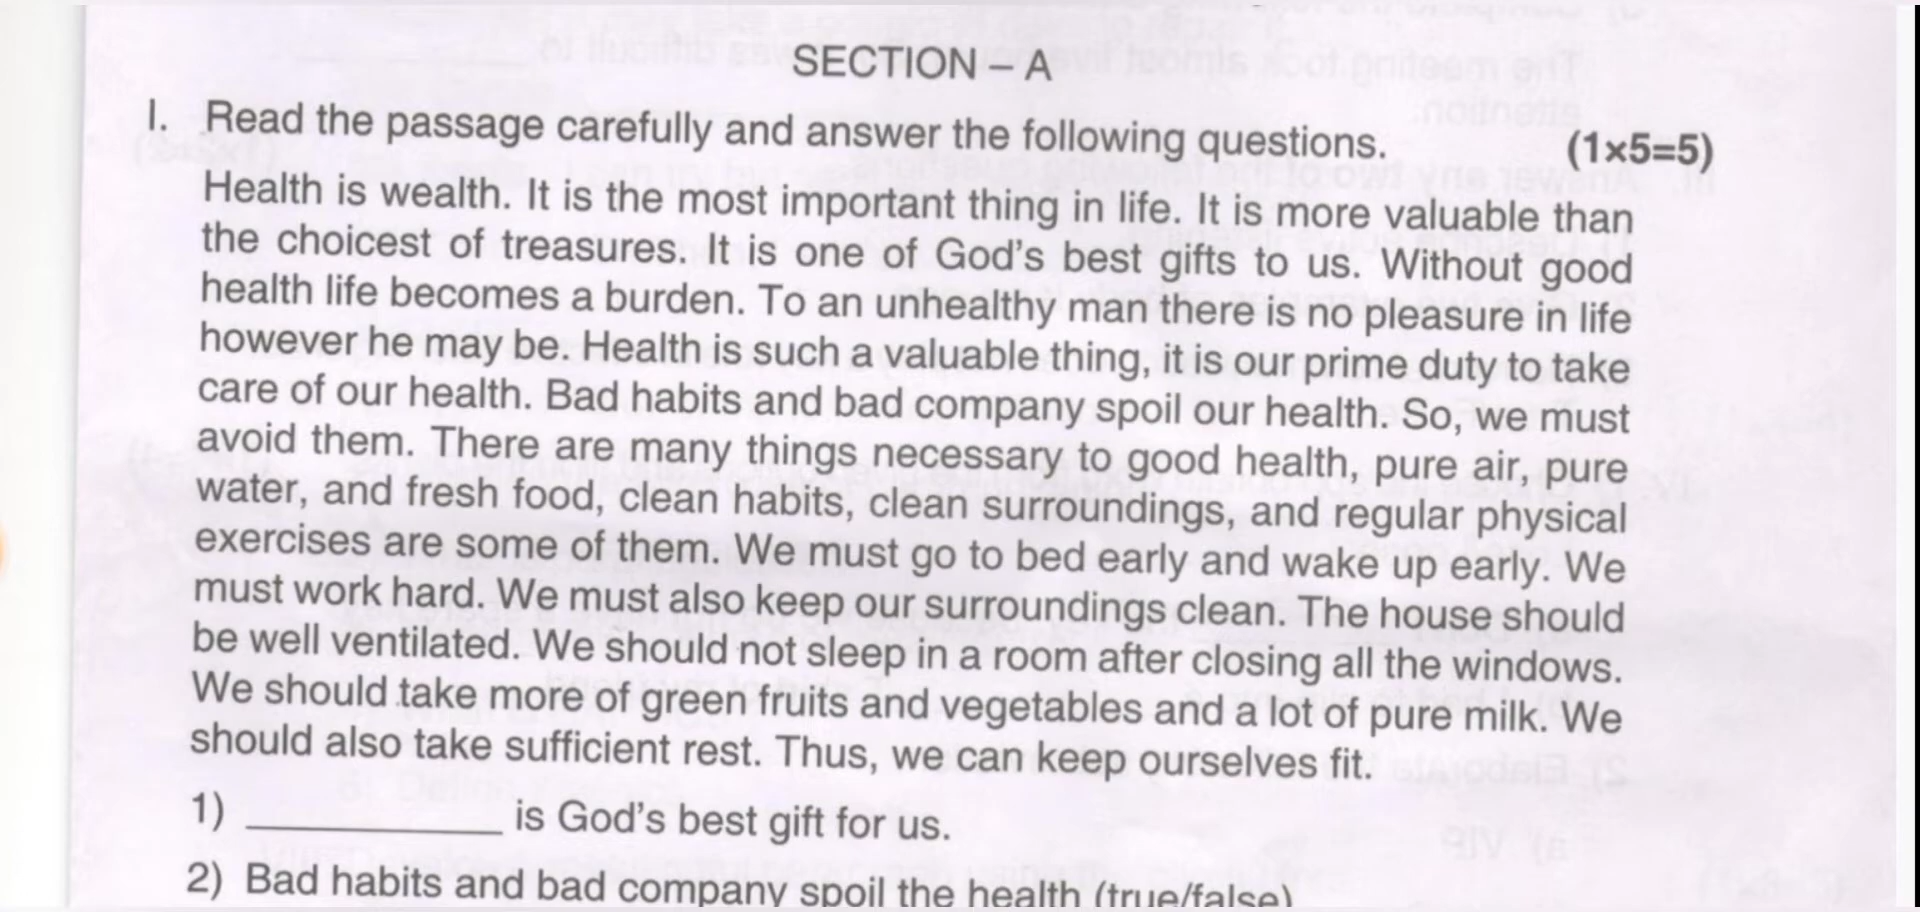 SECTION – A
I. Read the passage carefully and answer the following questions. (1×5=5)
Health is wealth. It is the most important thing in life. It is more valuable than
the choicest of treasures. It is one of God's best gifts to us. Without good
health life becomes a burden. To an unhealthy man there is no pleasure in life
however he may be. Health is such a valuable thing, it is our prime duty to take
care of our health. Bad habits and bad company spoil our health. So, we must
avoid them. There are many things necessary to good health, pure air, pure
water, and fresh food, clean habits, clean surroundings, and regular physical
exercises are some of them. We must go to bed early and wake up early. We
must work hard. We must also keep our surroundings clean. The house should
be well ventilated. We should not sleep in a room after closing all the windows.
We should take more of green fruits and vegetables and a lot of pure milk. We
should also take sufficient rest. Thus, we can keep ourselves fit.
1) ____________ is God's best gift for us.
2) Bad habits and bad company spoil the health (true/false)